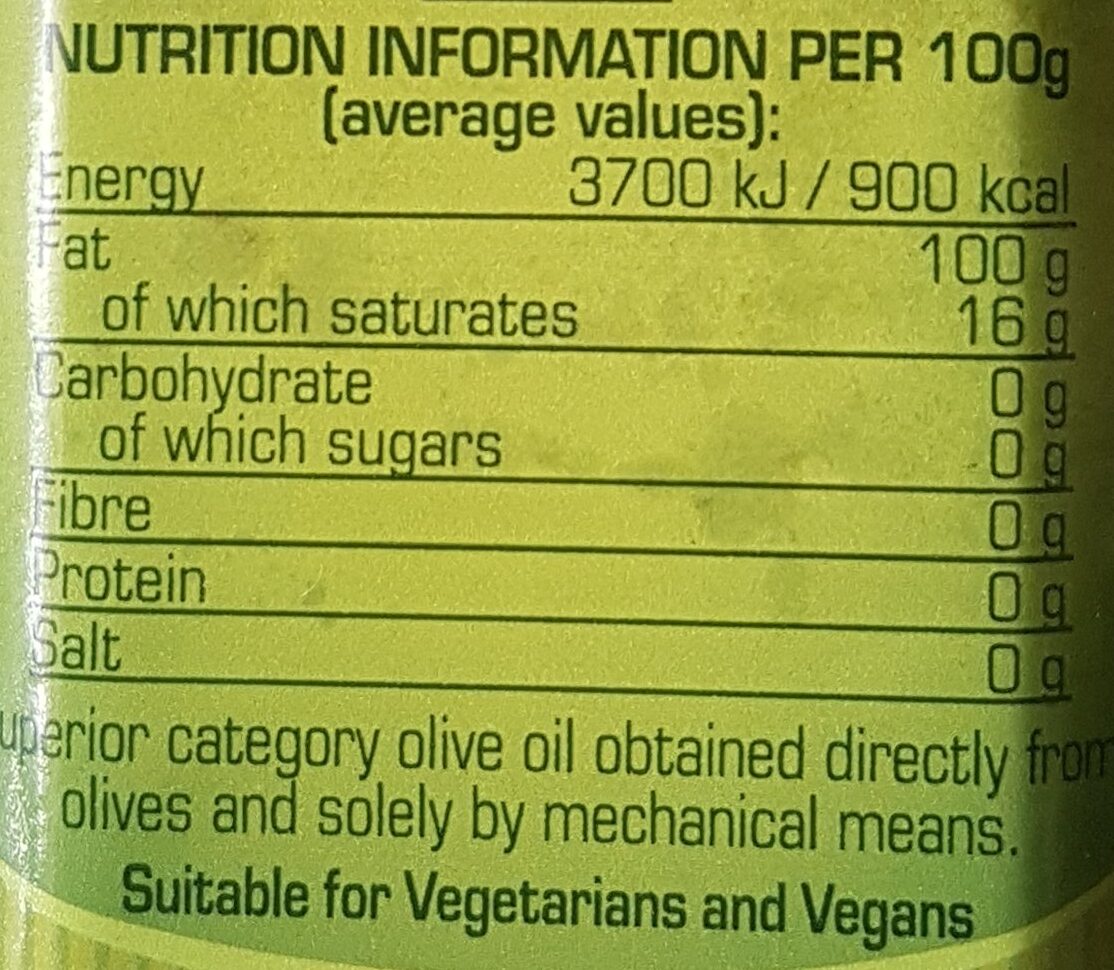 NUTRITION INFORMATION PER 100g
(average values):
Energy 3700 kJ / 900 kcal
Fat 100 g
of which saturates 16 g
Carbohydrate 0 g
of which sugars 0 g
Fibre 0 g
Protein 0 g
Salt 0 g
uperior category olive oil obtained directly from
olives and solely by mechanical means.
Suitable for Vegetarians and Vegans